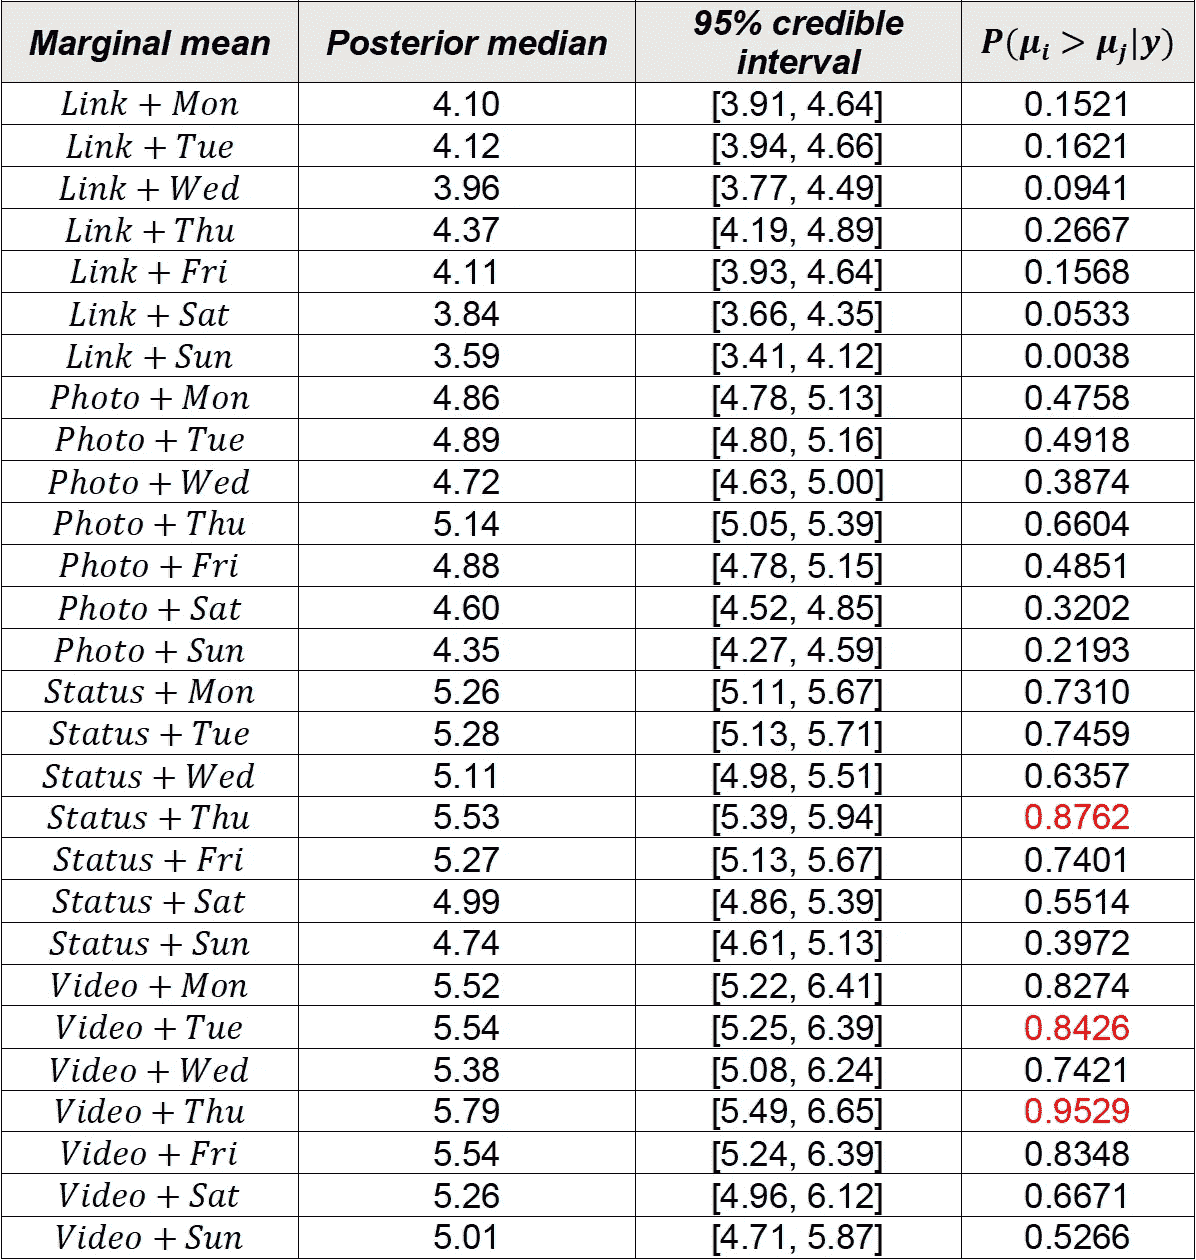 Marginal mean Posterior median 95% credible interval P(μi > μj|y)
Link + Mon 4.10 [3.91, 4.64] 0.1521
Link + Tue 4.12 [3.94, 4.66] 0.1621
Link + Wed 3.96 [3.77, 4.49] 0.0941
Link + Thu 4.37 [4.19, 4.89] 0.2667
Link + Fri 4.11 [3.93, 4.64] 0.1568
Link + Sat 3.84 [3.66, 4.35] 0.0533
Link + Sun 3.59 [3.41, 4.12] 0.0038
Photo + Mon 4.86 [4.78, 5.13] 0.4758
Photo + Tue 4.89 [4.80, 5.16] 0.4918
Photo + Wed 4.72 [4.63, 5.00] 0.3874
Photo + Thu 5.14 [5.05, 5.39] 0.6604
Photo + Fri 4.88 [4.78, 5.15] 0.4851
Photo + Sat 4.60 [4.52, 4.85] 0.3202
Photo + Sun 4.35 [4.27, 4.59] 0.2193
Status + Mon 5.26 [5.11, 5.67] 0.7310
Status + Tue 5.28 [5.13, 5.71] 0.7459
Status + Wed 5.11 [4.98, 5.51] 0.6357
Status + Thu 5.53 [5.39, 5.94] 0.8762
Status + Fri 5.27 [5.13, 5.67] 0.7401
Status + Sat 4.99 [4.86, 5.39] 0.5514
Status + Sun 4.74 [4.61, 5.13] 0.3972
Video + Mon 5.52 [5.22, 6.41] 0.8274
Video + Tue 5.54 [5.25, 6.39] 0.8426
Video + Wed 5.38 [5.08, 6.24] 0.7421
Video + Thu 5.79 [5.49, 6.65] 0.9529
Video + Fri 5.54 [5.24, 6.39] 0.8348
Video + Sat 5.26 [4.96, 6.12] 0.6671
Video + Sun 5.01 [4.71, 5.87] 0.5266